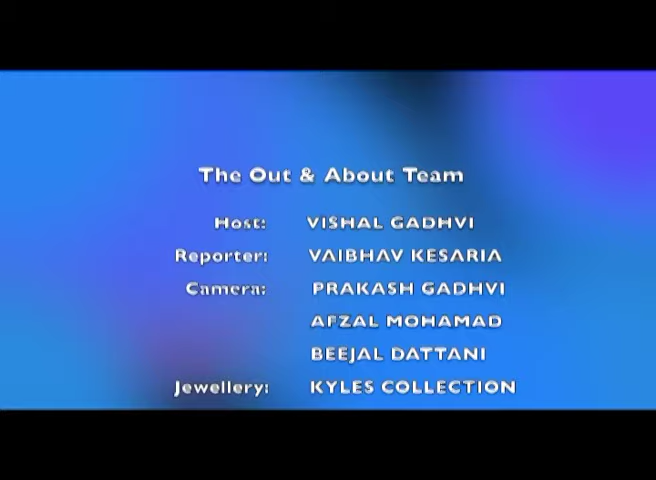 The Out & About Team
Host: VISHAL GADHVI
Reporter: VAIBHAV KESARIA
Camera: PRAKASH GADHVI
AFZAL MOHAMAD
BEEJAL DATTANI
Jewellery: KYLES COLLECTION